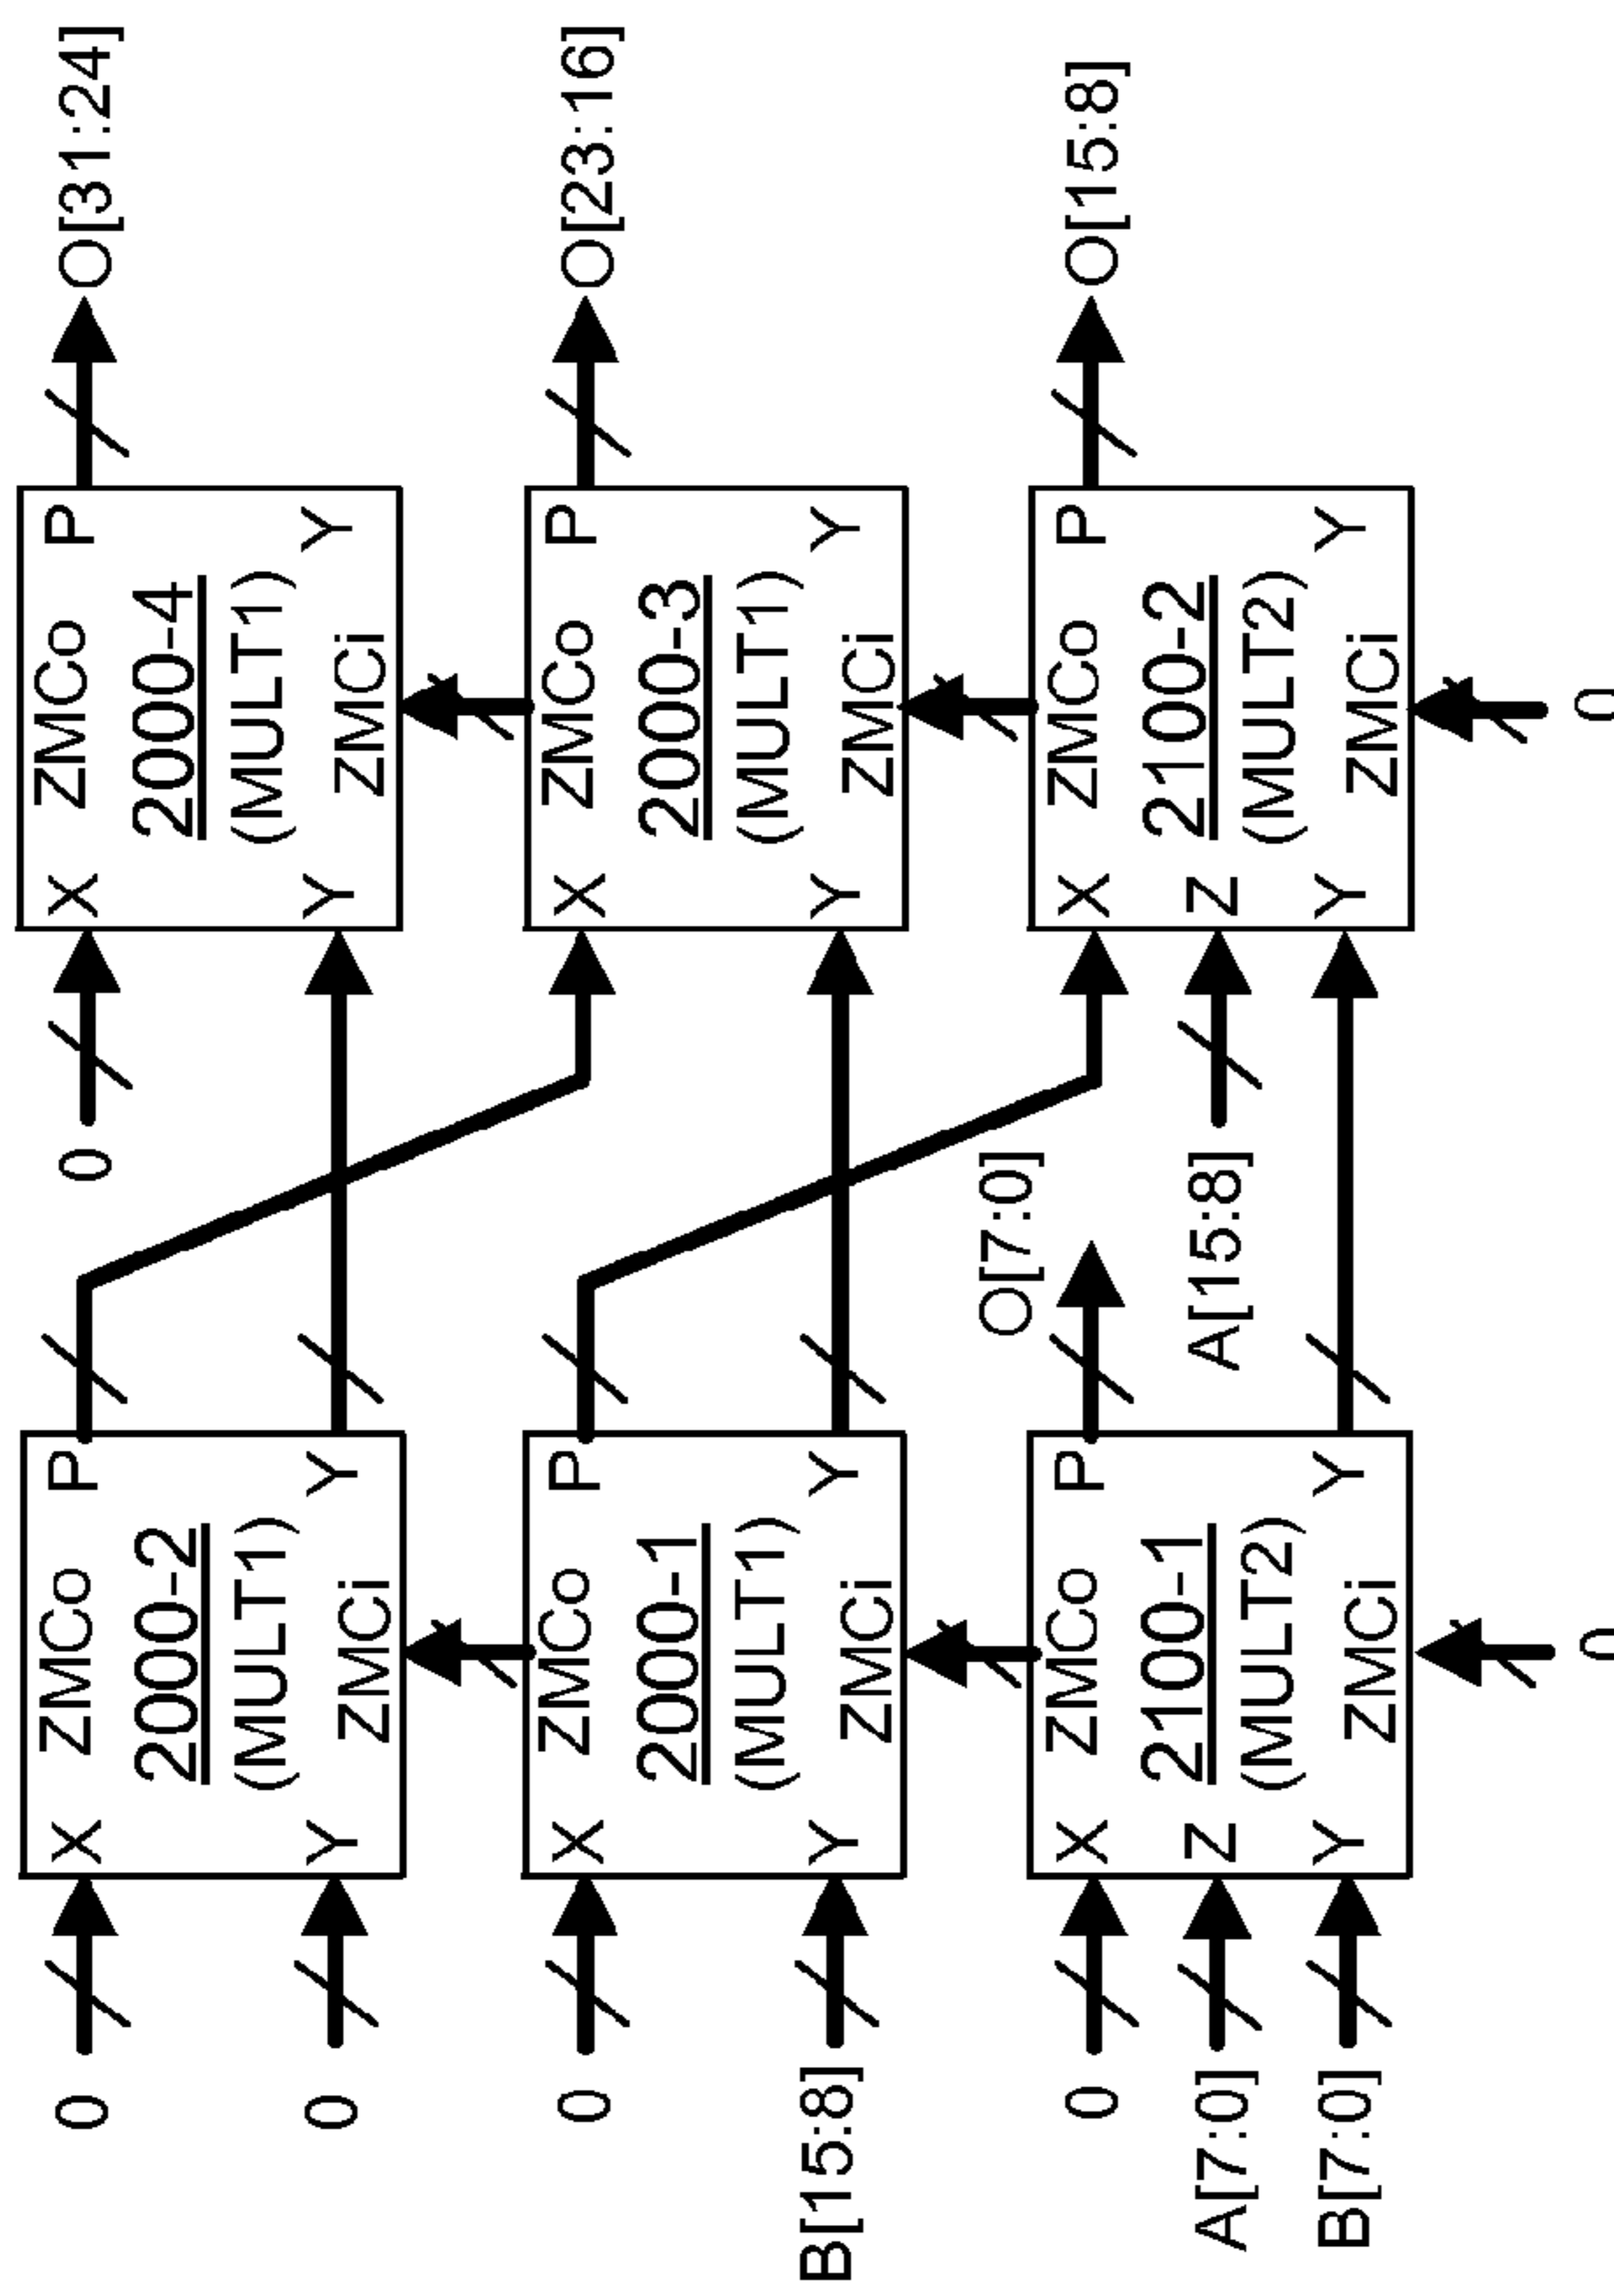 0 X ZMCo P 0 X ZMCo P O[31:24]
2000-2 2000-4
(MULT1) (MULT1)
0 Y ZMCi Y Y ZMCi Y
0 X ZMCo P X ZMCo P O[23:16]
2000-1 2000-3
(MULT1) (MULT1)
B[15:8] Y ZMCi Y Y ZMCi Y
O[7:0]
0 X ZMCo P X ZMCo P O[15:8]
2100-1 2100-2
A[7:0] Z A[15:8] Z
(MULT2) (MULT2)
B[7:0] Y ZMCi Y Y ZMCi Y
0 0